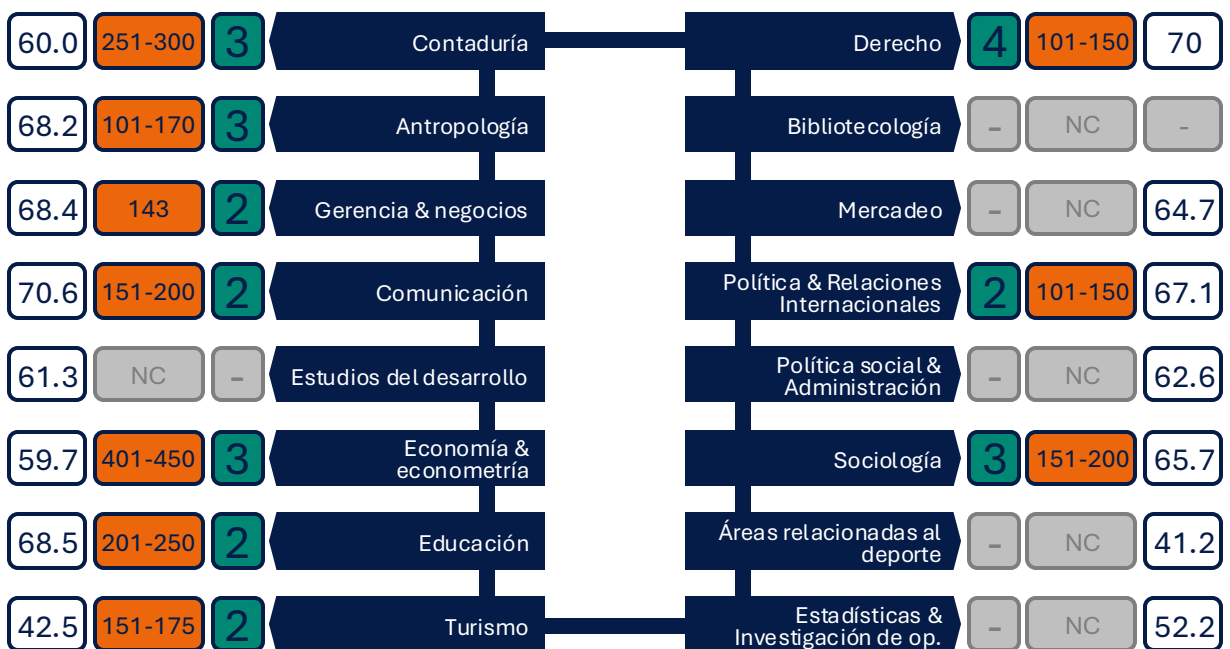 60.0 251-300 3 Contaduría
Derecho 4 101-150 70
68.2 101-170 3 Antropología
Bibliotecología - NC -
68.4 143 2 Gerencia & negocios
Mercadeo - NC 64.7
70.6 151-200 2 Comunicación
Política & Relaciones
Internacionales
2 101-150 67.1
61.3 NC - Estudios del desarrollo
Política social &
Administración
- NC 62.6
59.7 401-450 3
Economía &
econometría
Sociología 3 151-200 65.7
68.5 201-250 2 Educación
Áreas relacionadas al
deporte
- NC 41.2
42.5 151-175 2 Turismo
Estadísticas &
Investigación de op.
- NC 52.2